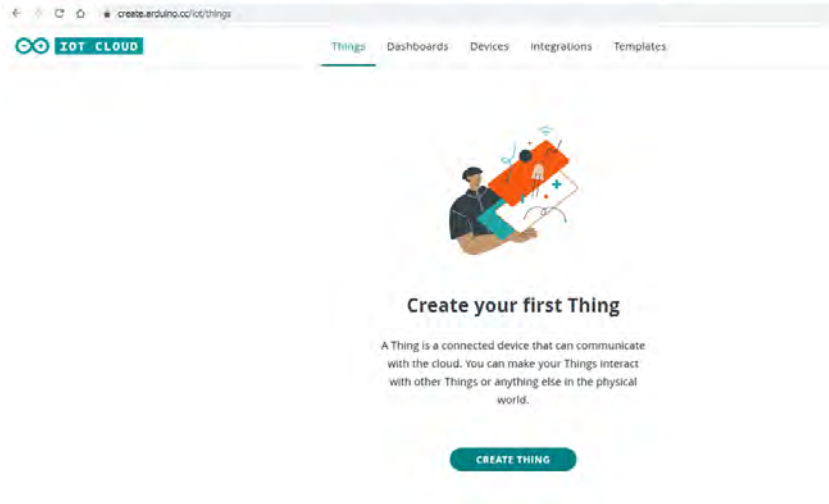 create.arduino.cc/iot/things
IOT CLOUD
Things Dashboards Devices Integrations Templates
Create your first Thing
A Thing is a connected device that can communicate
with the cloud. You can make your Things interact
with other Things or anything else in the physical
world.
CREATE THING